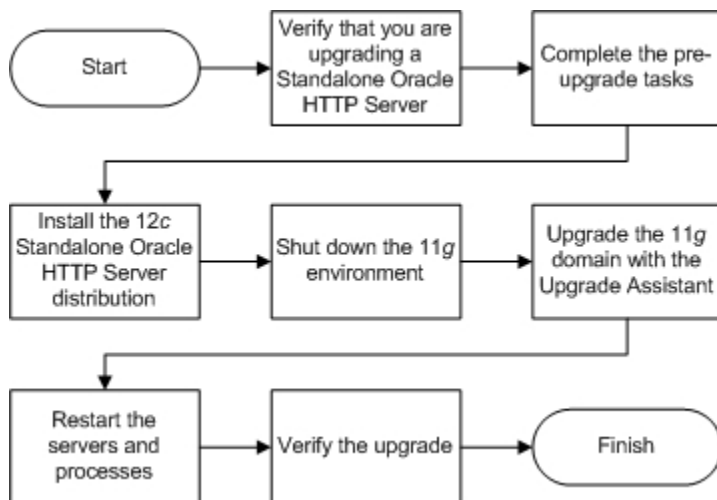 Start
Verify that you are
upgrading a
Standalone Oracle
HTTP Server
Complete the pre-
upgrade tasks
Install the 12c
Standalone Oracle
HTTP Server
distribution
Shut down the 11g
environment
Upgrade the 11g
domain with the
Upgrade Assistant
Restart the
servers and
processes
Verify the upgrade
Finish